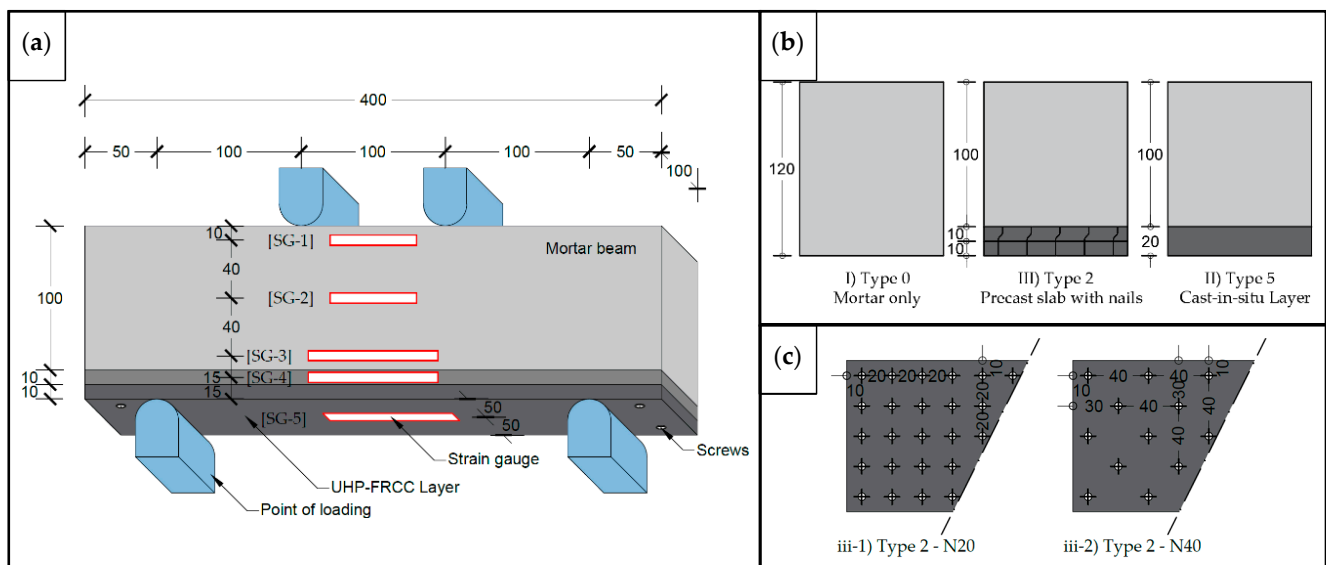 (a)
400
50
100
100
100
50
100
10
[SG-1]
Mortar beam
40
100
[SG-2]
40
[SG-3]
10
15
[SG-4]
10
15
[SG-5]
50
50
Strain gauge
Screws
UHP-FRCC Layer
Point of loading
(b)
120
100
100
10
10
20
I) Type 0
Mortar only
III) Type 2
Precast slab with nails
II) Type 5
Cast-in-situ Layer
(c)
20
20
20
10
10
20
20
iii-1) Type 2 - N20
40
40
10
10
30
40
30
40
40
iii-2) Type 2 - N40